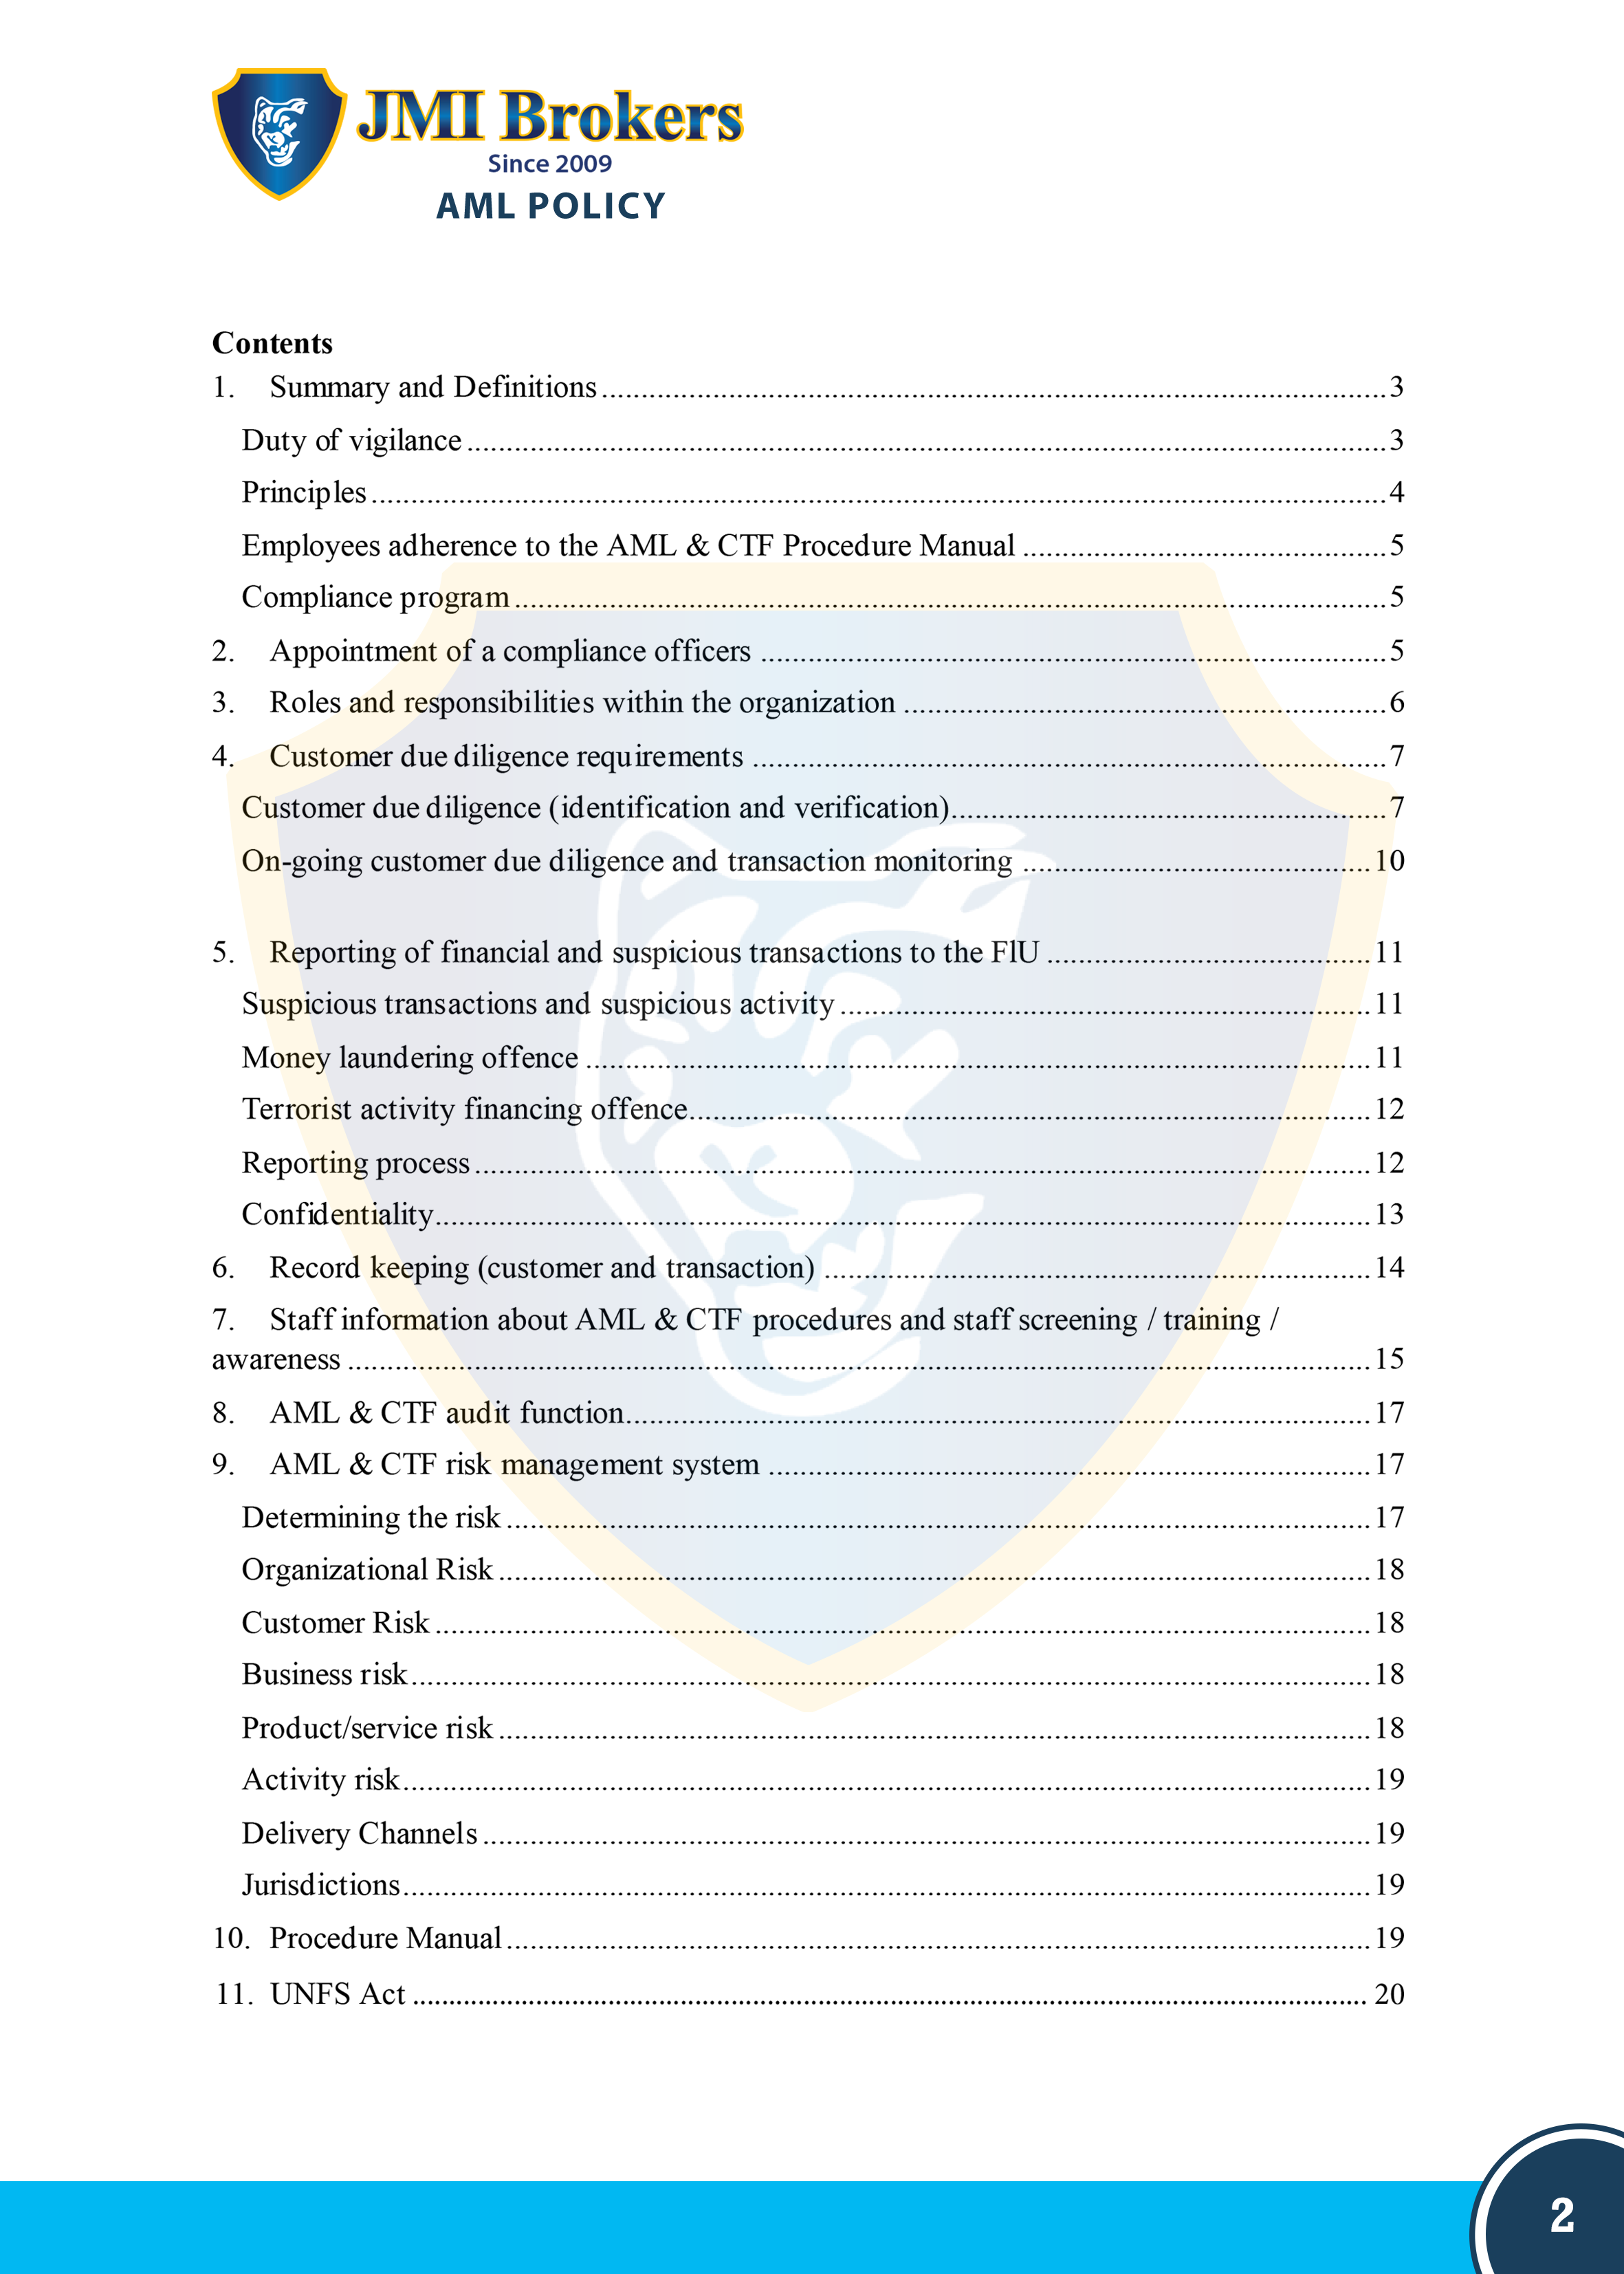 JMI Brokers
Since 2009
AML POLICY
Contents
1. Summary and Definitions 3
Duty of vigilance 3
Principles 4
Employees adherence to the AML & CTF Procedure Manual 5
Compliance program 5
2. Appointment of a compliance officers 5
3. Roles and responsibilities within the organization 6
4. Customer due diligence requirements 7
Customer due diligence (identification and verification) 7
On-going customer due diligence and transaction monitoring 10
5. Reporting of financial and suspicious transactions to the FlU 11
Suspicious transactions and suspicious activity 11
Money laundering offence 11
Terrorist activity financing offence 12
Reporting process 12
Confidentiality 13
6. Record keeping (customer and transaction) 14
7. Staff information about AML & CTF procedures and staff screening / training /
awareness 15
8. AML & CTF audit function 17
9. AML & CTF risk management system 17
Determining the risk 17
Organizational Risk 18
Customer Risk 18
Business risk 18
Product/service risk 18
Activity risk 19
Delivery Channels 19
Jurisdictions 19
10. Procedure Manual 19
11. UNFS Act 20
2